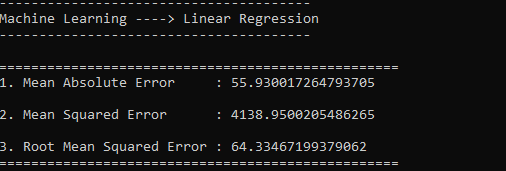 ---------------------------------------
Machine Learning ----> Linear Regression
---------------------------------------
==================================================
1. Mean Absolute Error     : 55.930017264793705
2. Mean Squared Error      : 4138.9500205486265
3. Root Mean Squared Error : 64.33467199379062
==================================================